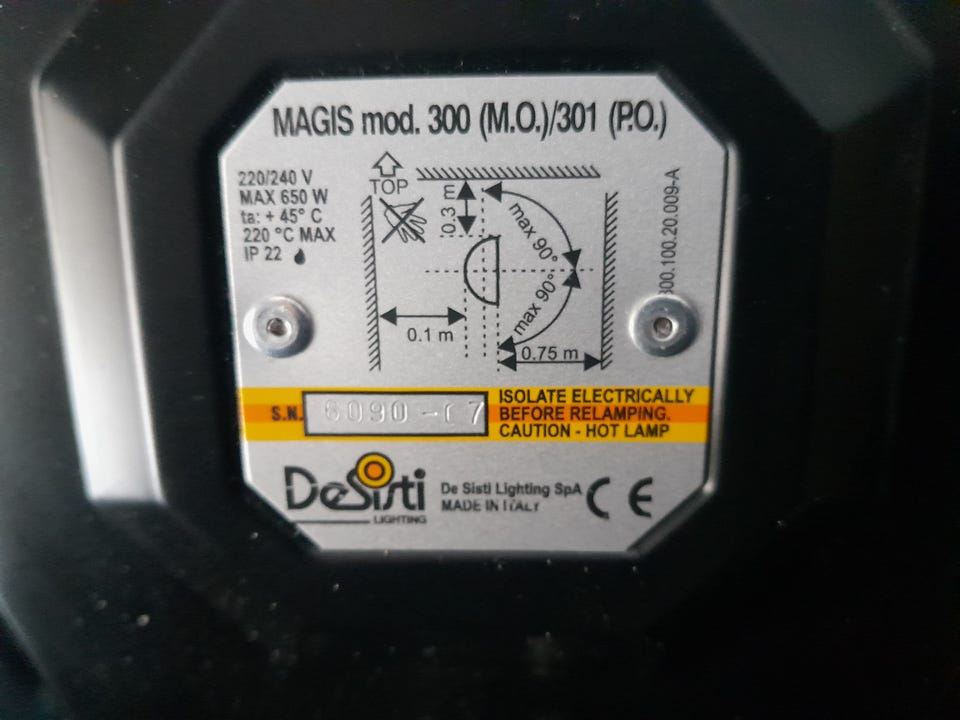 MAGIS mod. 300 (M.O.)/301 (P.O.)
220/240 V
MAX 650 W
ta: + 45° C
220 °C MAX
IP 22
TOP
0.3 m
max 90°
max 90°
0.1 m
0.75 m
300.100.20.009-A
S.N.
ISOLATE ELECTRICALLY
BEFORE RELAMPING.
CAUTION - HOT LAMP
DeSisti
LIGHTING
De Sisti Lighting SpA
MADE IN ITALY
CE